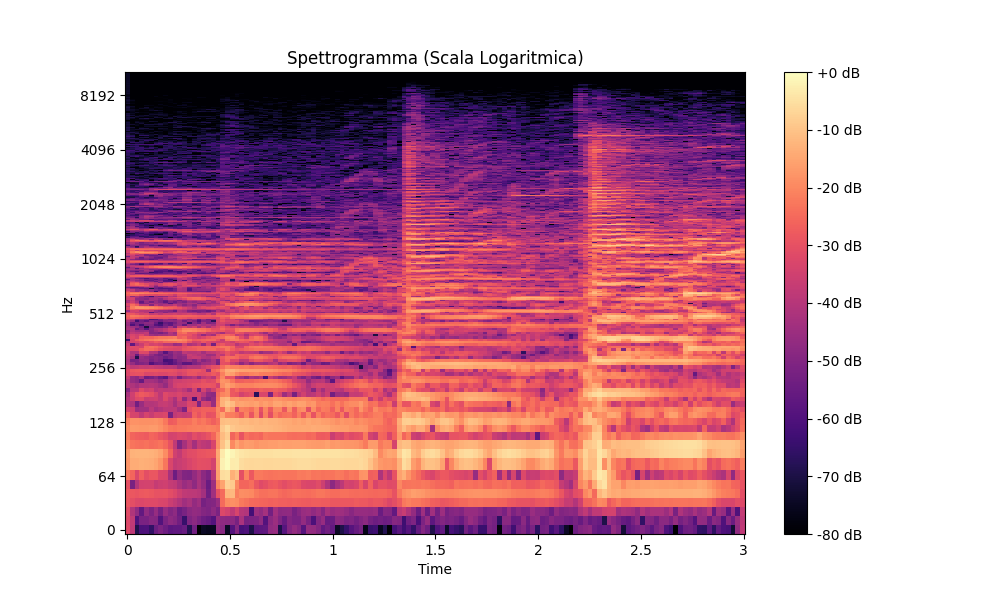 Spettrogramma (Scala Logaritmica)
Hz
8192
4096
2048
1024
512
256
128
64
0
0
0.5
1
1.5
2
2.5
3
Time
+0 dB
-10 dB
-20 dB
-30 dB
-40 dB
-50 dB
-60 dB
-70 dB
-80 dB